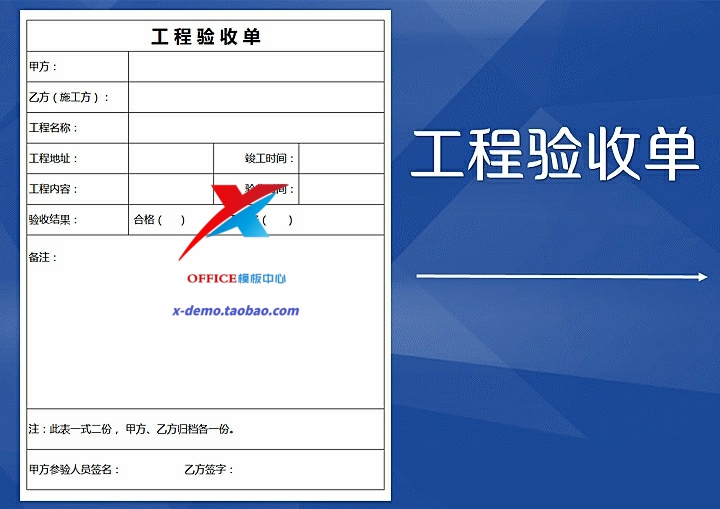 工程验收单
甲方：
乙方（施工方）：
工程名称：
工程地址： 竣工时间：
工程内容： 验 间：
验收结果： 合格（ ） （ ）
OFFICE模板中心
x-demo.taobao.com
备注：
注：此表一式二份，甲方、乙方归档各一份。
甲方参验人员签名： 乙方签字：
工程验收单